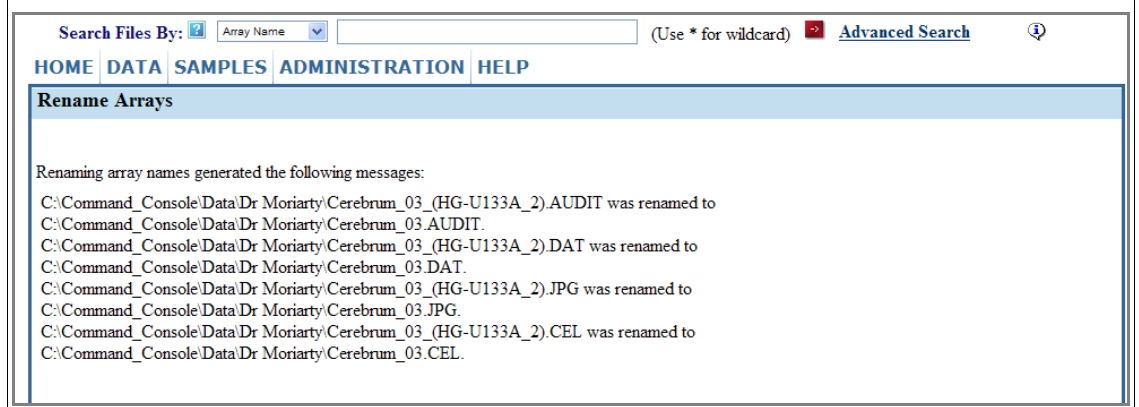 Search Files By: ? Array Name (Use * for wildcard) Advanced Search i
HOME DATA SAMPLES ADMINISTRATION HELP
Rename Arrays
Renaming array names generated the following messages:
C:\Command_Console\Data\Dr Moriarty\Cerebrum_03_(HG-U133A_2).AUDIT was renamed to
C:\Command_Console\Data\Dr Moriarty\Cerebrum_03.AUDIT.
C:\Command_Console\Data\Dr Moriarty\Cerebrum_03_(HG-U133A_2).DAT was renamed to
C:\Command_Console\Data\Dr Moriarty\Cerebrum_03.DAT.
C:\Command_Console\Data\Dr Moriarty\Cerebrum_03_(HG-U133A_2).JPG was renamed to
C:\Command_Console\Data\Dr Moriarty\Cerebrum_03.JPG.
C:\Command_Console\Data\Dr Moriarty\Cerebrum_03_(HG-U133A_2).CEL was renamed to
C:\Command_Console\Data\Dr Moriarty\Cerebrum_03.CEL.